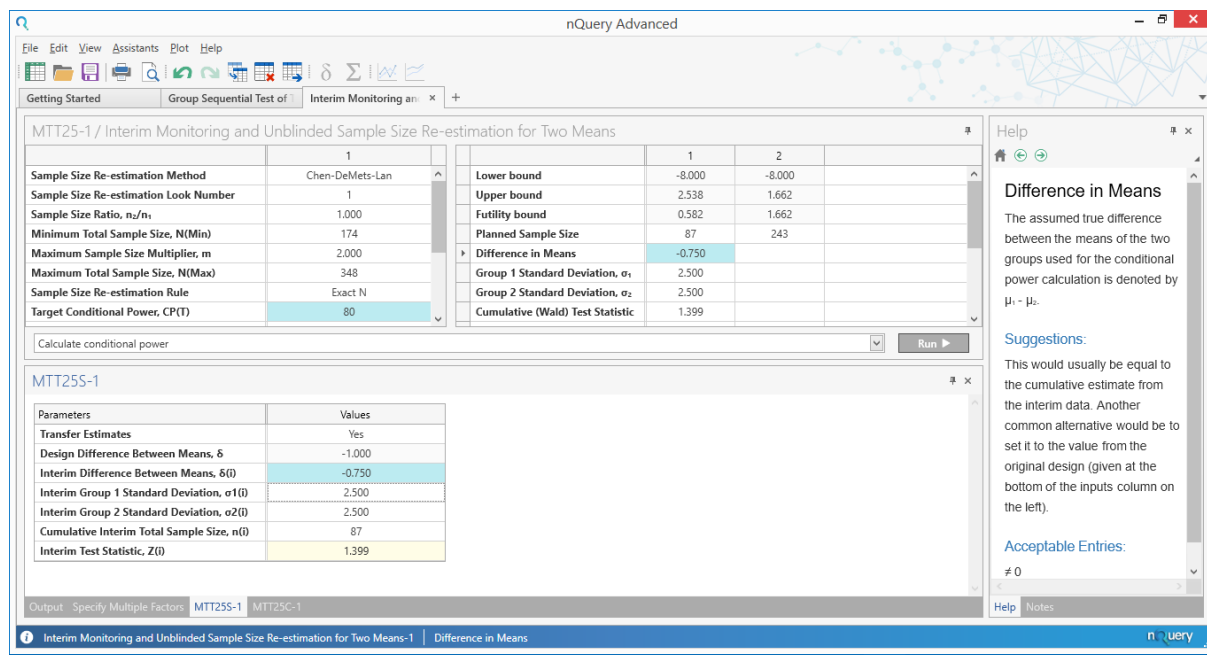 nQuery Advanced
File Edit View Assistants Plot Help
Getting Started Group Sequential Test of Interim Monitoring an × +
MTT25-1 / Interim Monitoring and Unblinded Sample Size Re-estimation for Two Means
1
Sample Size Re-estimation Method Chen-DeMets-Lan
Sample Size Re-estimation Look Number 1
Sample Size Ratio, n₂/n₁ 1.000
Minimum Total Sample Size, N(Min) 174
Maximum Sample Size Multiplier, m 2.000
Maximum Total Sample Size, N(Max) 348
Sample Size Re-estimation Rule Exact N
Target Conditional Power, CP(T) 80
1 2
Lower bound -8.000 -8.000
Upper bound 2.538 1.662
Futility bound 0.582 1.662
Planned Sample Size 87 243
Difference in Means -0.750
Group 1 Standard Deviation, σ₁ 2.500
Group 2 Standard Deviation, σ₂ 2.500
Cumulative (Wald) Test Statistic 1.399
Calculate conditional power Run
MTT25S-1
Parameters Values
Transfer Estimates Yes
Design Difference Between Means, δ -1.000
Interim Difference Between Means, δ(i) -0.750
Interim Group 1 Standard Deviation, σ1(i) 2.500
Interim Group 2 Standard Deviation, σ2(i) 2.500
Cumulative Interim Total Sample Size, n(i) 87
Interim Test Statistic, Z(i) 1.399
Output Specify Multiple Factors MTT25S-1 MTT25C-1
Help
Difference in Means
The assumed true difference
between the means of the two
groups used for the conditional
power calculation is denoted by
μ₁ - μ₂.
Suggestions:
This would usually be equal to
the cumulative estimate from
the interim data. Another
common alternative would be to
set it to the value from the
original design (given at the
bottom of the inputs column on
the left).
Acceptable Entries:
≠ 0
Help Notes
Interim Monitoring and Unblinded Sample Size Re-estimation for Two Means-1 Difference in Means
nQuery